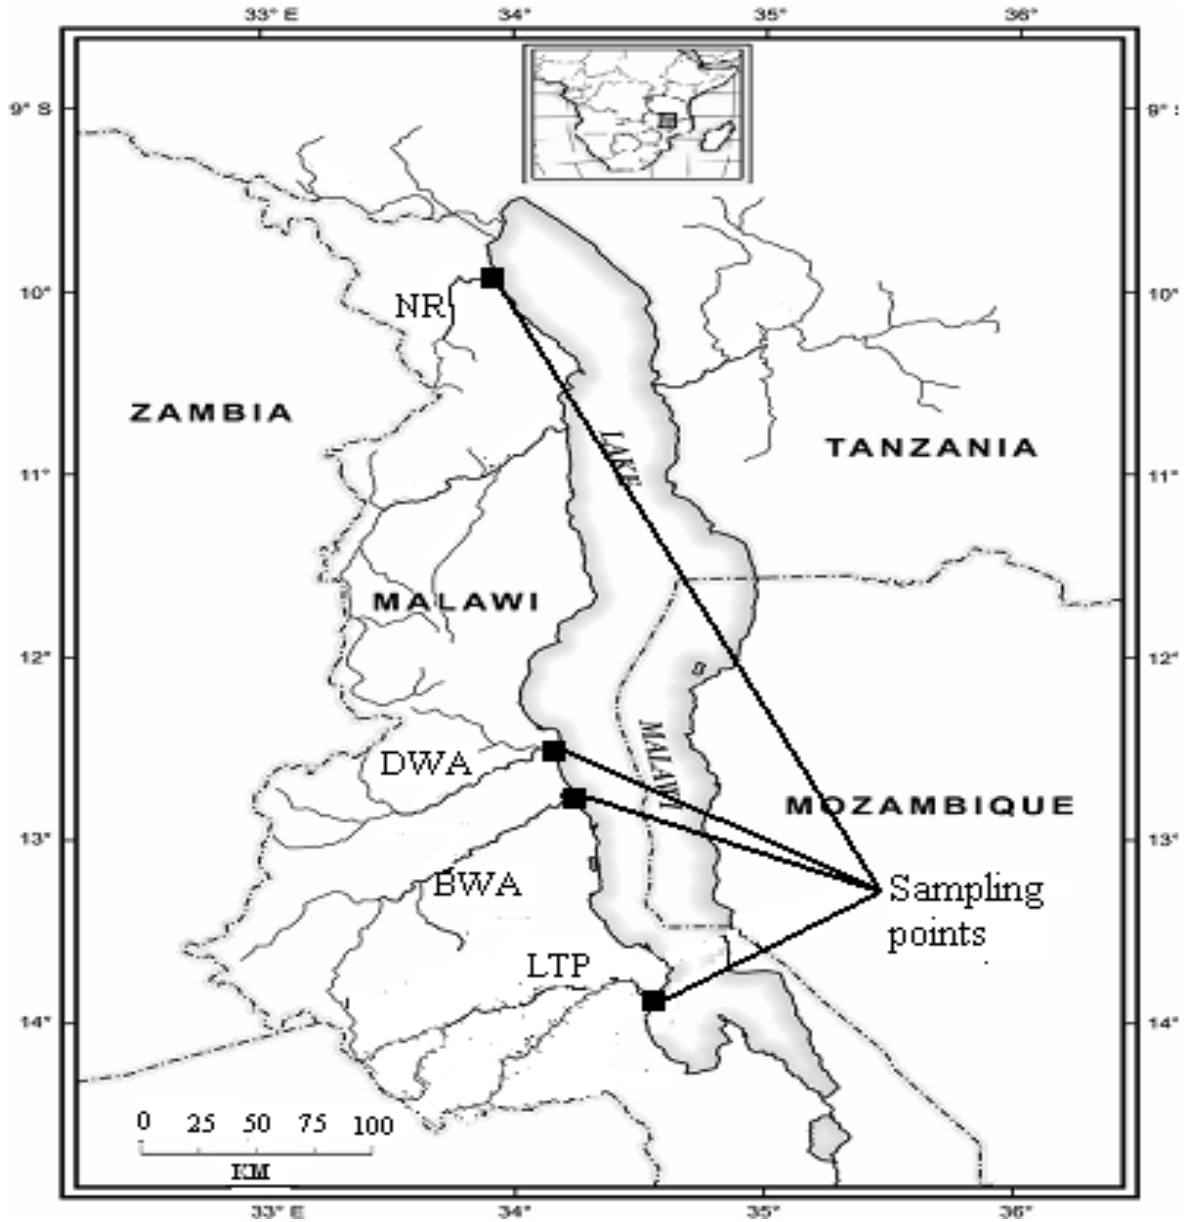 33° E 34° 35° 36°
9° S 9° S
10° 10°
NR
ZAMBIA
TANZANIA
LAKE
11° 11°
MALAWI
12° 12°
MALAWI
DWA
MOZAMBIQUE
13° 13°
BWA
Sampling
points
LTP
14° 14°
0 25 50 75 100
KM
33° E 34° 35° 36°